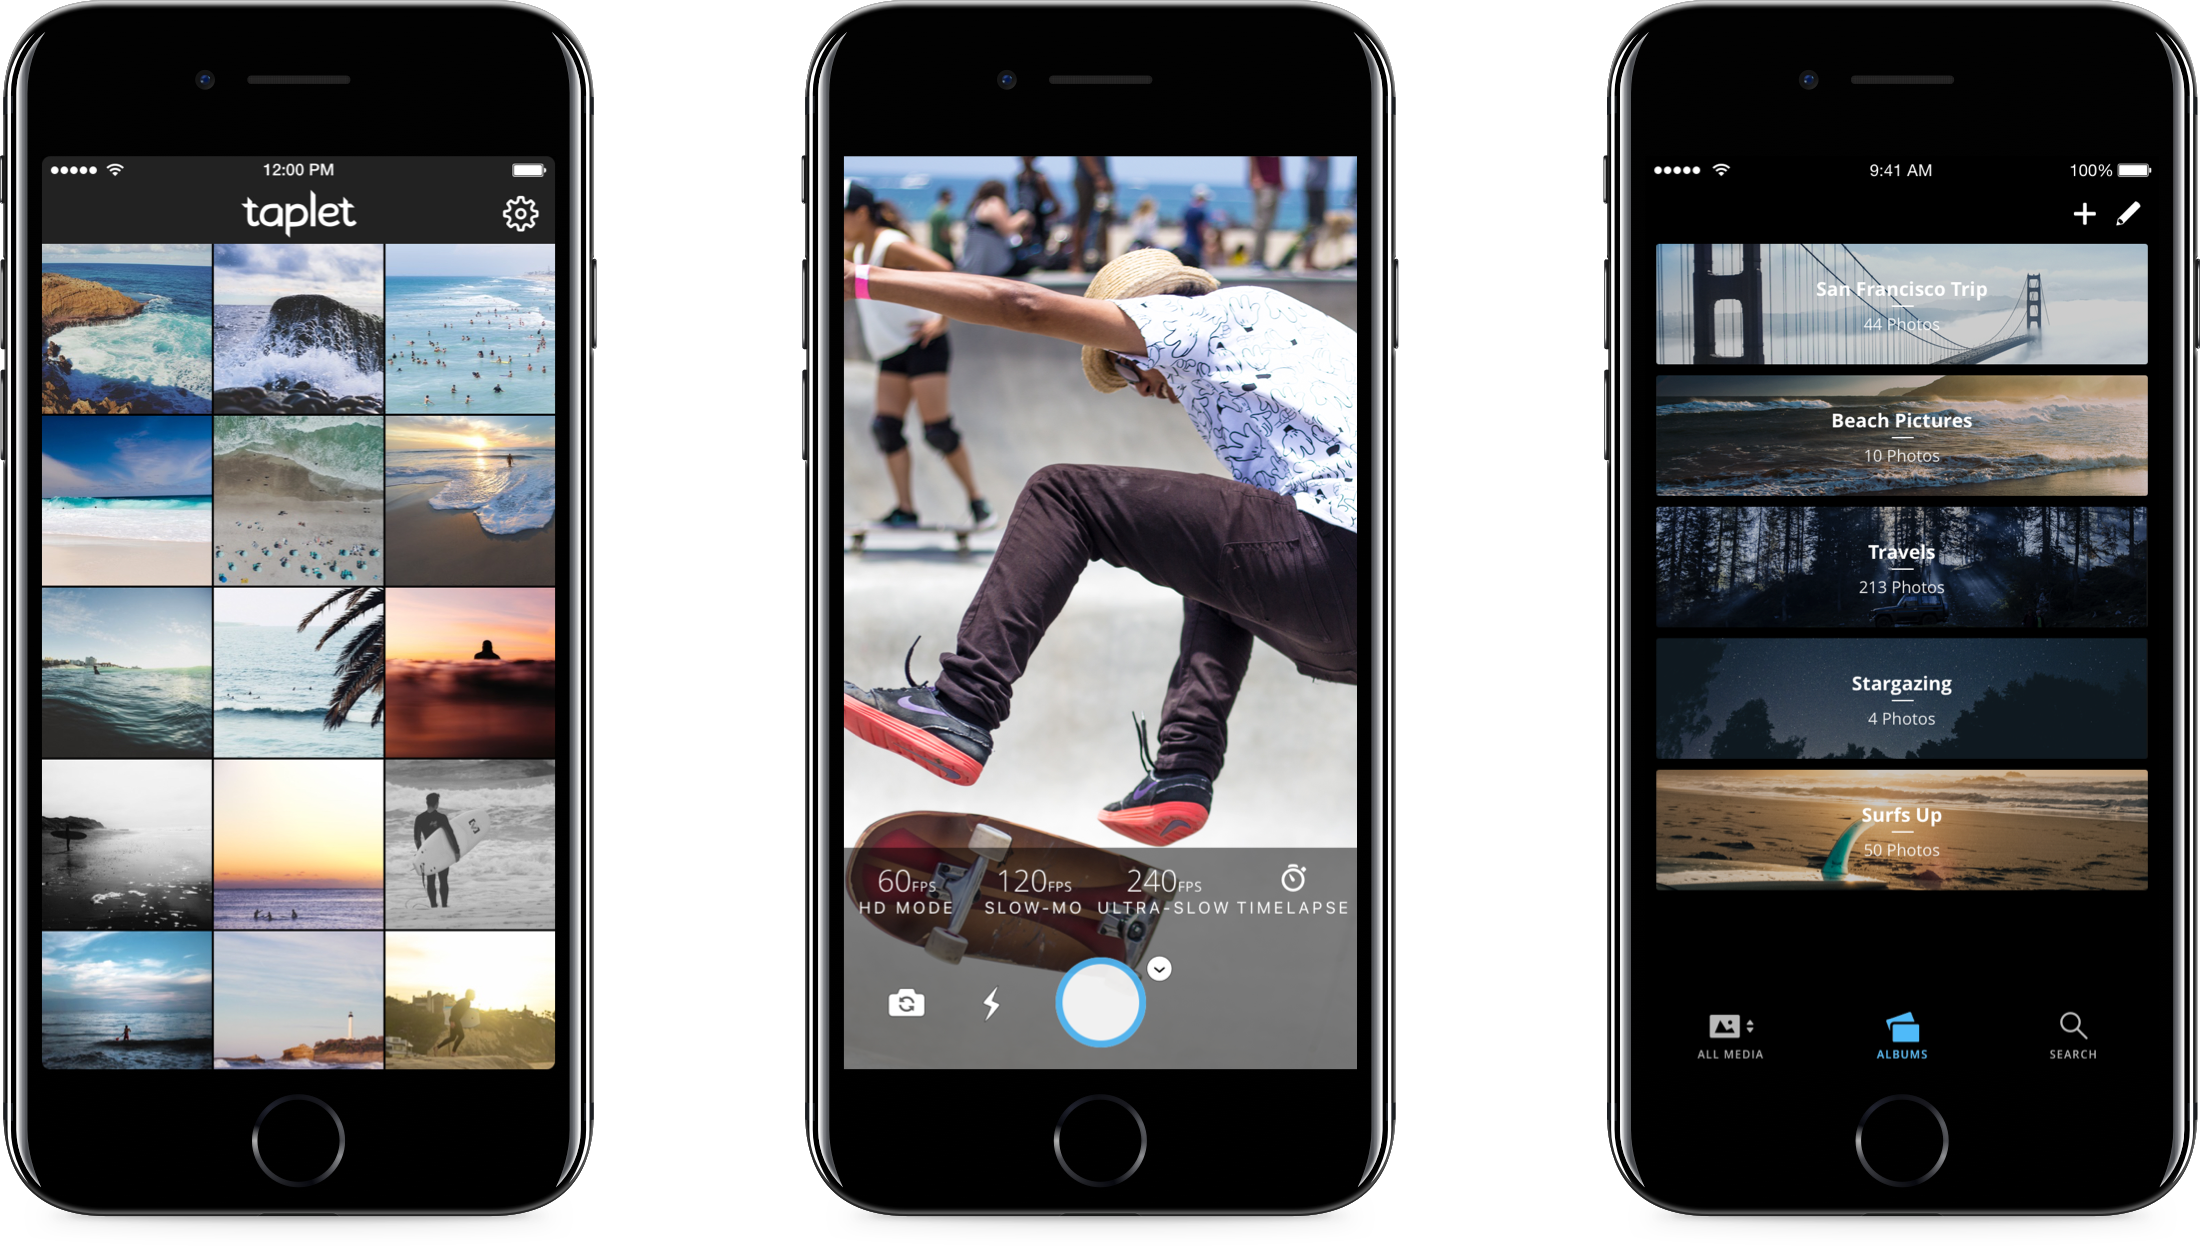 12:00 PM
taplet
60FPS 120FPS 240FPS
HD MODE SLOW-MO ULTRA-SLOW TIMELAPSE
9:41 AM 100%
San Francisco Trip
44 Photos
Beach Pictures
10 Photos
Travels
213 Photos
Stargazing
4 Photos
Surfs Up
50 Photos
ALL MEDIA ALBUMS SEARCH